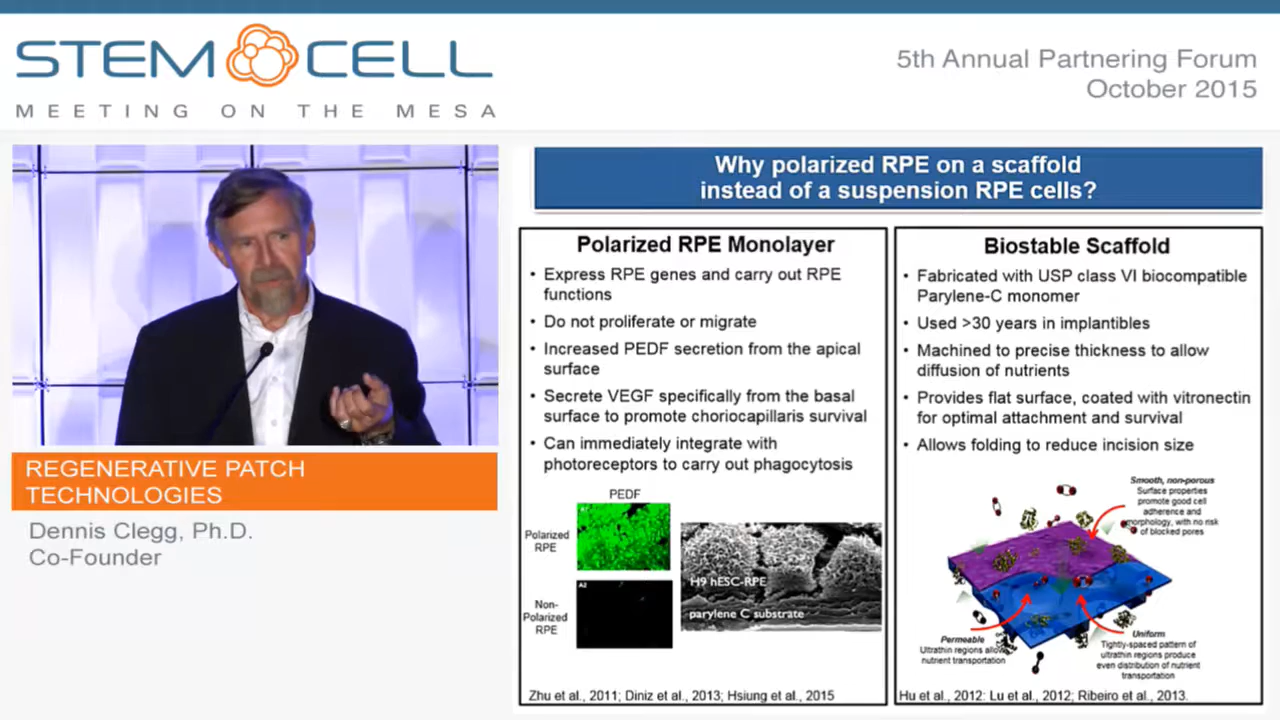 STEM CELL
MEETING ON THE MESA
5th Annual Partnering Forum
October 2015
REGENERATIVE PATCH
TECHNOLOGIES
Dennis Clegg, Ph.D.
Co-Founder
Why polarized RPE on a scaffold
instead of a suspension RPE cells?
Polarized RPE Monolayer
• Express RPE genes and carry out RPE
functions
• Do not proliferate or migrate
• Increased PEDF secretion from the apical
surface
• Secrete VEGF specifically from the basal
surface to promote choriocapillaris survival
• Can immediately integrate with
photoreceptors to carry out phagocytosis
PEDF
Polarized
RPE
A1
Non-
Polarized
RPE
A2
H9 hESC-RPE
parylene C substrate
Zhu et al., 2011; Diniz et al., 2013; Hsiung et al., 2015
Biostable Scaffold
• Fabricated with USP class VI biocompatible
Parylene-C monomer
• Used >30 years in implantibles
• Machined to precise thickness to allow
diffusion of nutrients
• Provides flat surface, coated with vitronectin
for optimal attachment and survival
• Allows folding to reduce incision size
Smooth, non-porous
Surface properties
promote good cell
adherence and
morphology, with no risk
of blocked pores
Permeable
Ultrathin regions allow
nutrient transportation
Uniform
Tightly-spaced pattern of
ultrathin regions produce
even distribution of nutrient
transportation
Hu et al., 2012: Lu et al., 2012; Ribeiro et al., 2013.